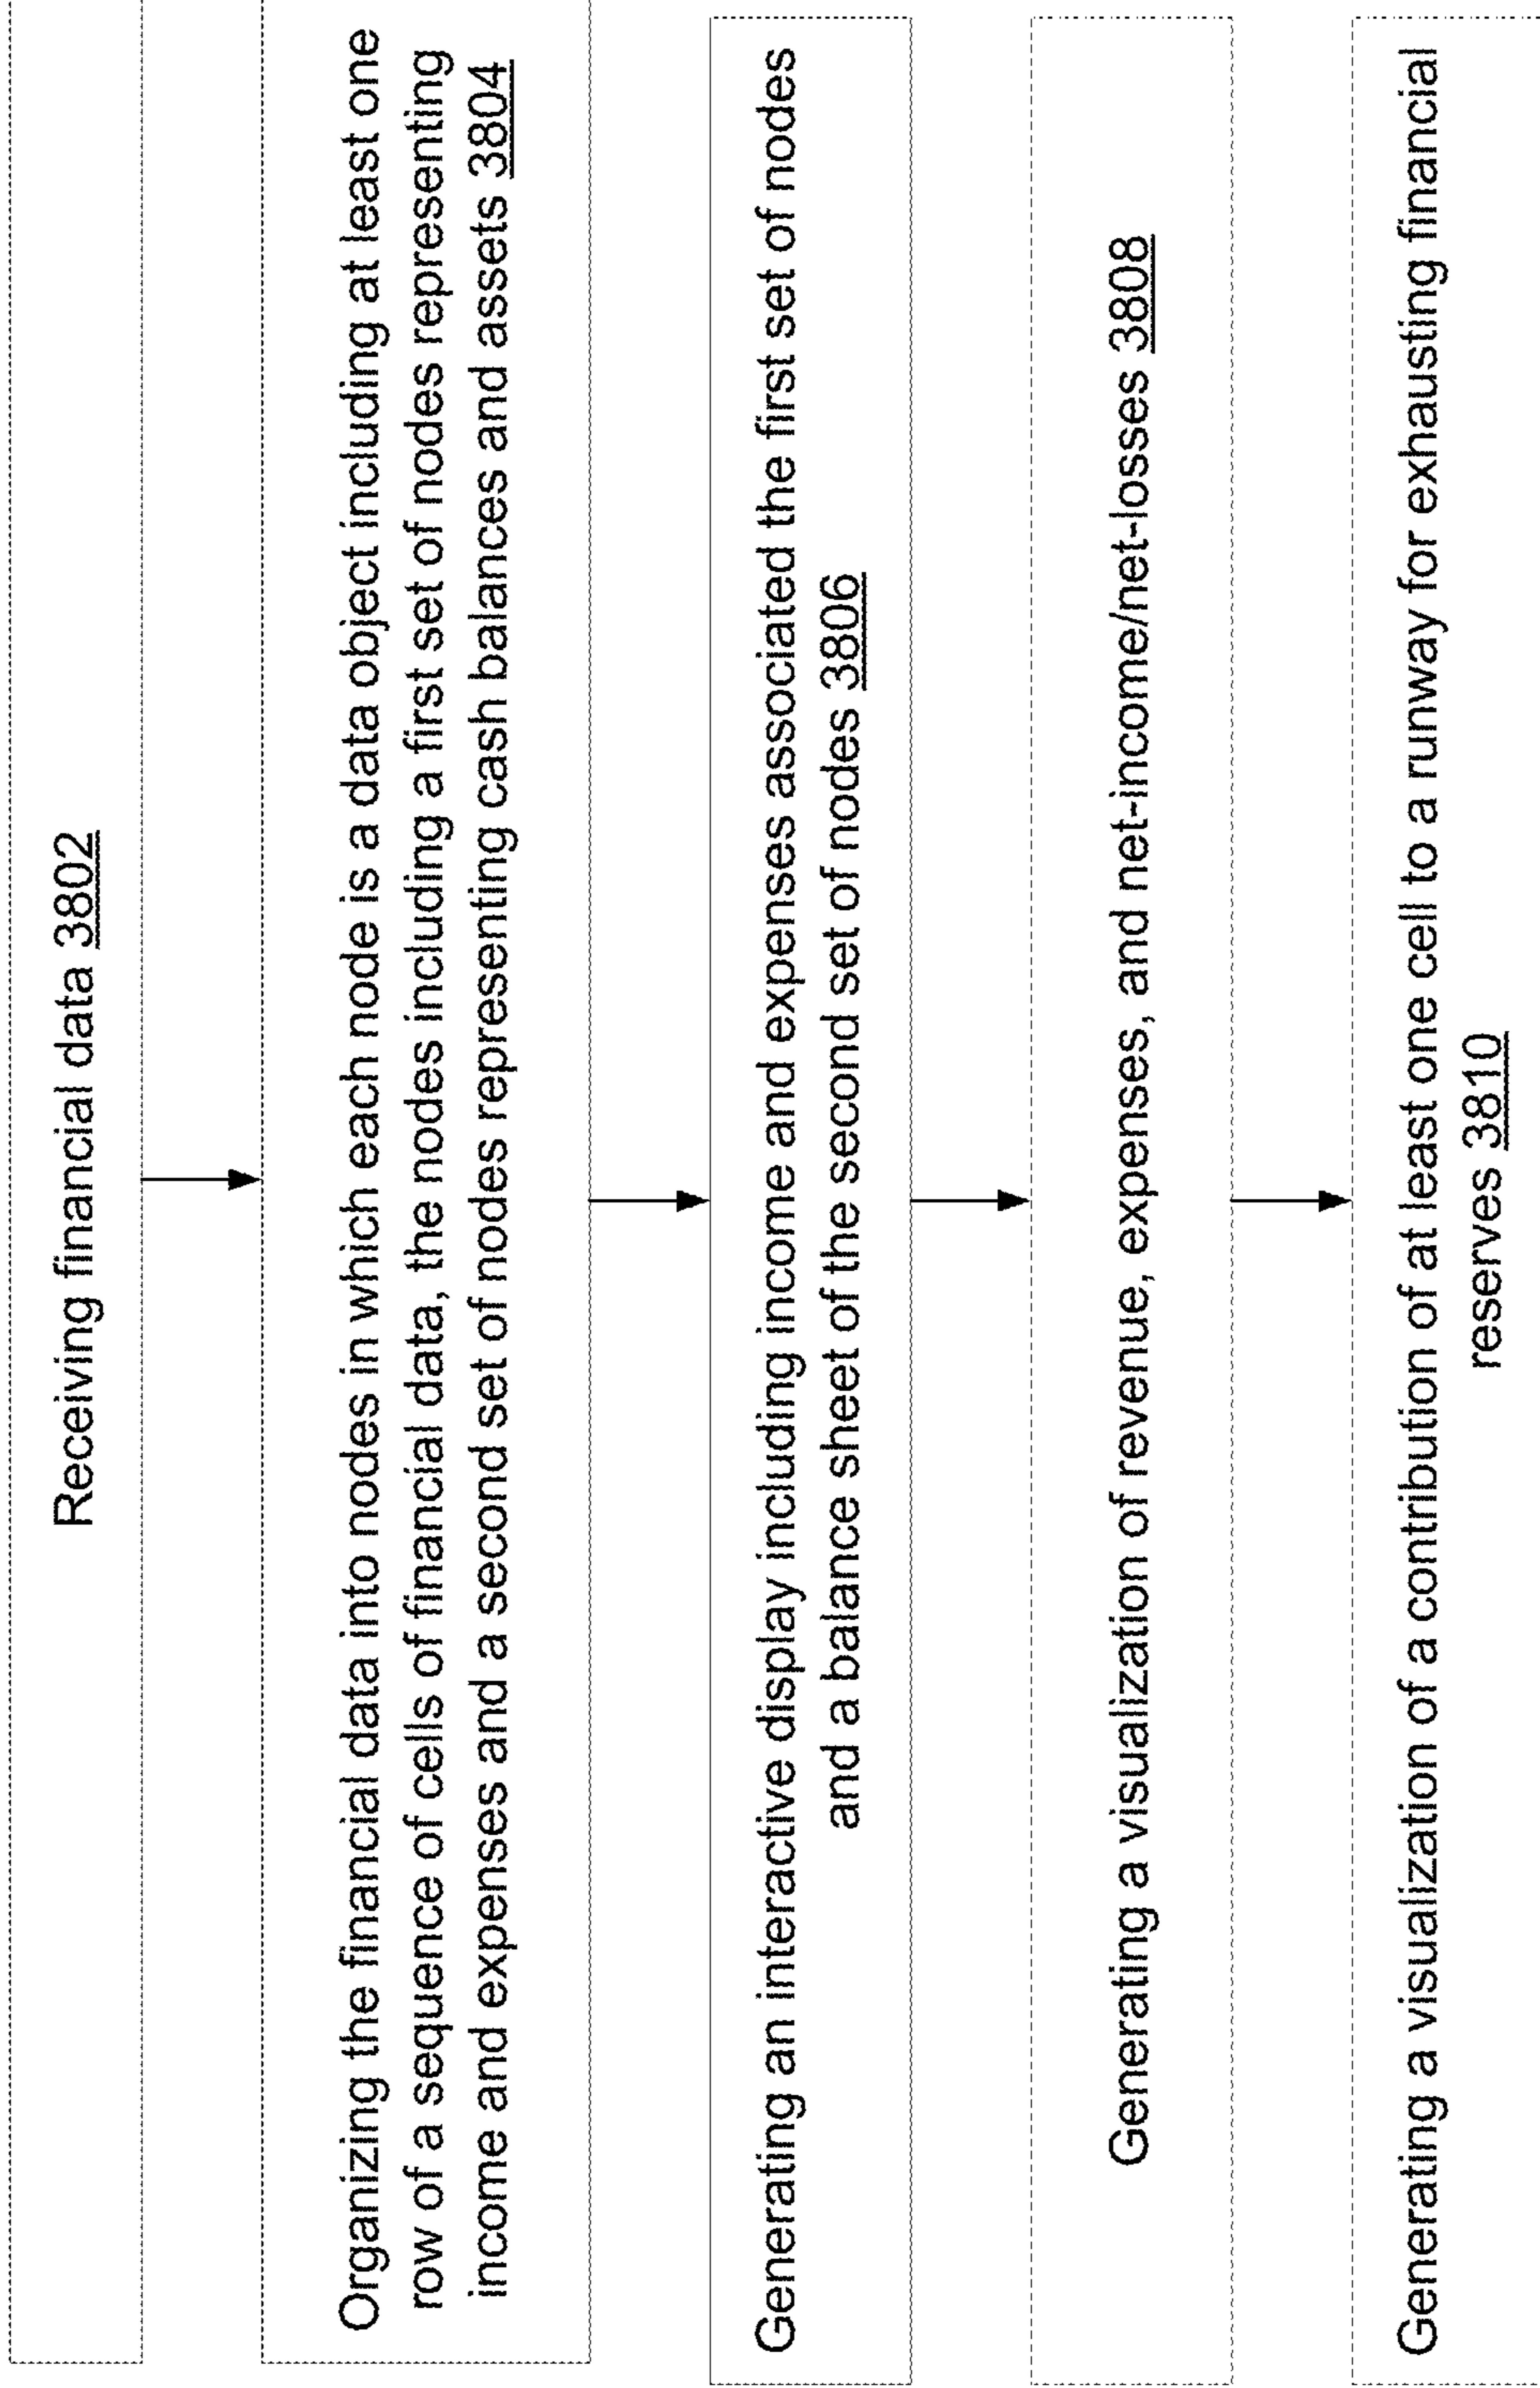 Receiving financial data 3802
Organizing the financial data into nodes in which each node is a data object including at least one
row of a sequence of cells of financial data, the nodes including a first set of nodes representing
income and expenses and a second set of nodes representing cash balances and assets 3804
Generating an interactive display including income and expenses associated the first set of nodes
and a balance sheet of the second set of nodes 3806
Generating a visualization of revenue, expenses, and net-income/net-losses 3808
Generating a visualization of a contribution of at least one cell to a runway for exhausting financial
reserves 3810